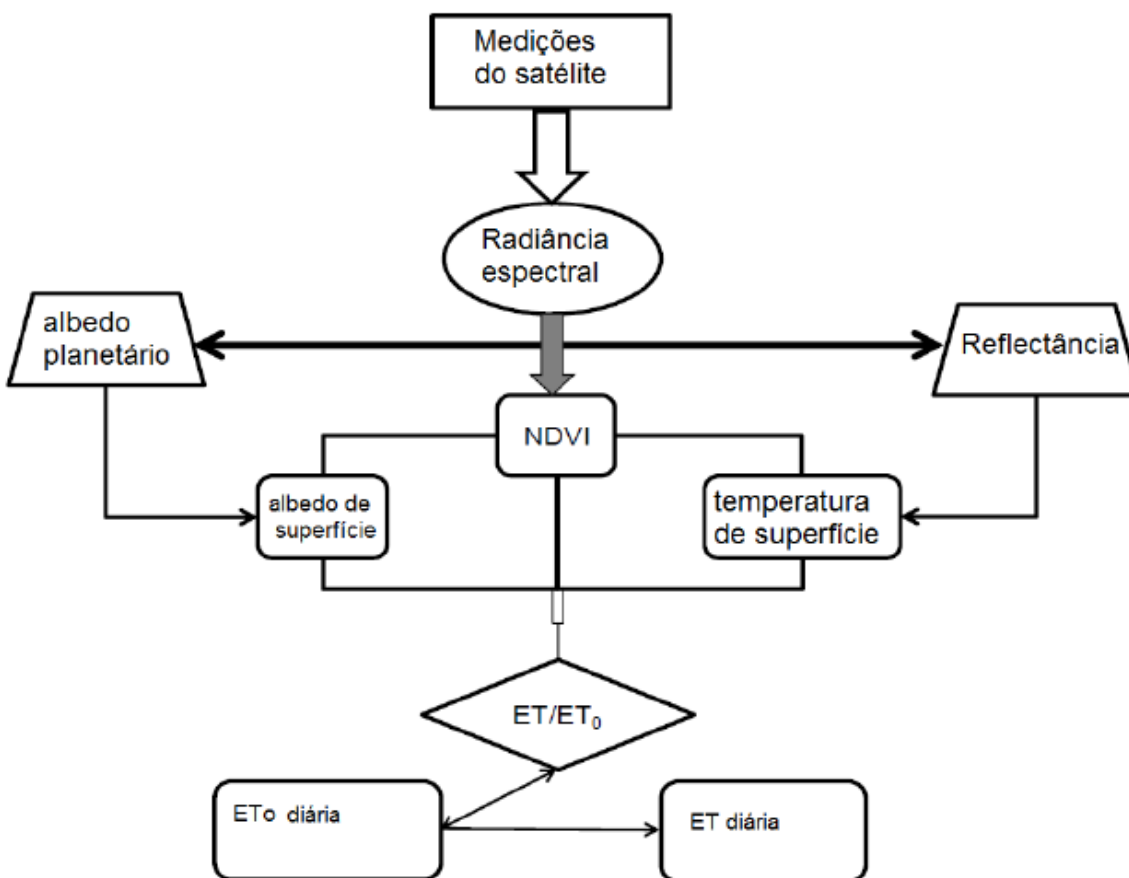 Medições
do satélite
Radiância
espectral
albedo
planetário
Reflectância
NDVI
albedo de
superfície
temperatura
de superfície
ET/ET₀
ETo diária
ET diária